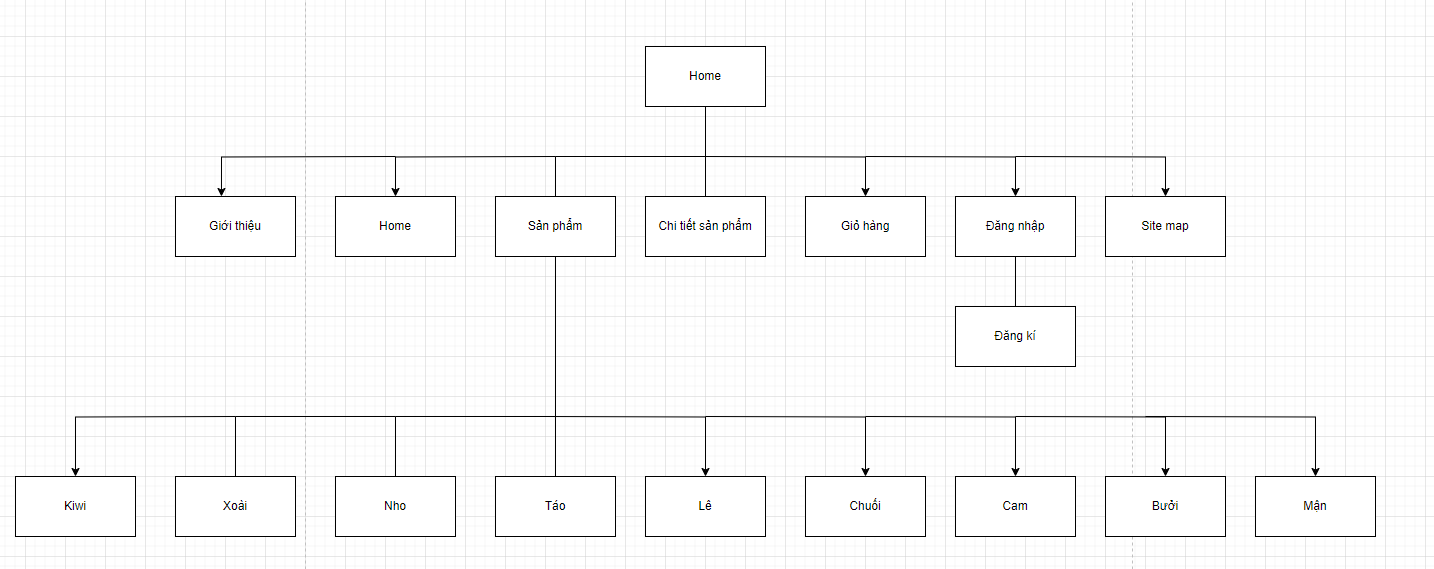 Home
Giới thiệu
Home
Sản phẩm
Chi tiết sản phẩm
Giỏ hàng
Đăng nhập
Site map
Đăng kí
Kiwi
Xoài
Nho
Táo
Lê
Chuối
Cam
Bưởi
Mận